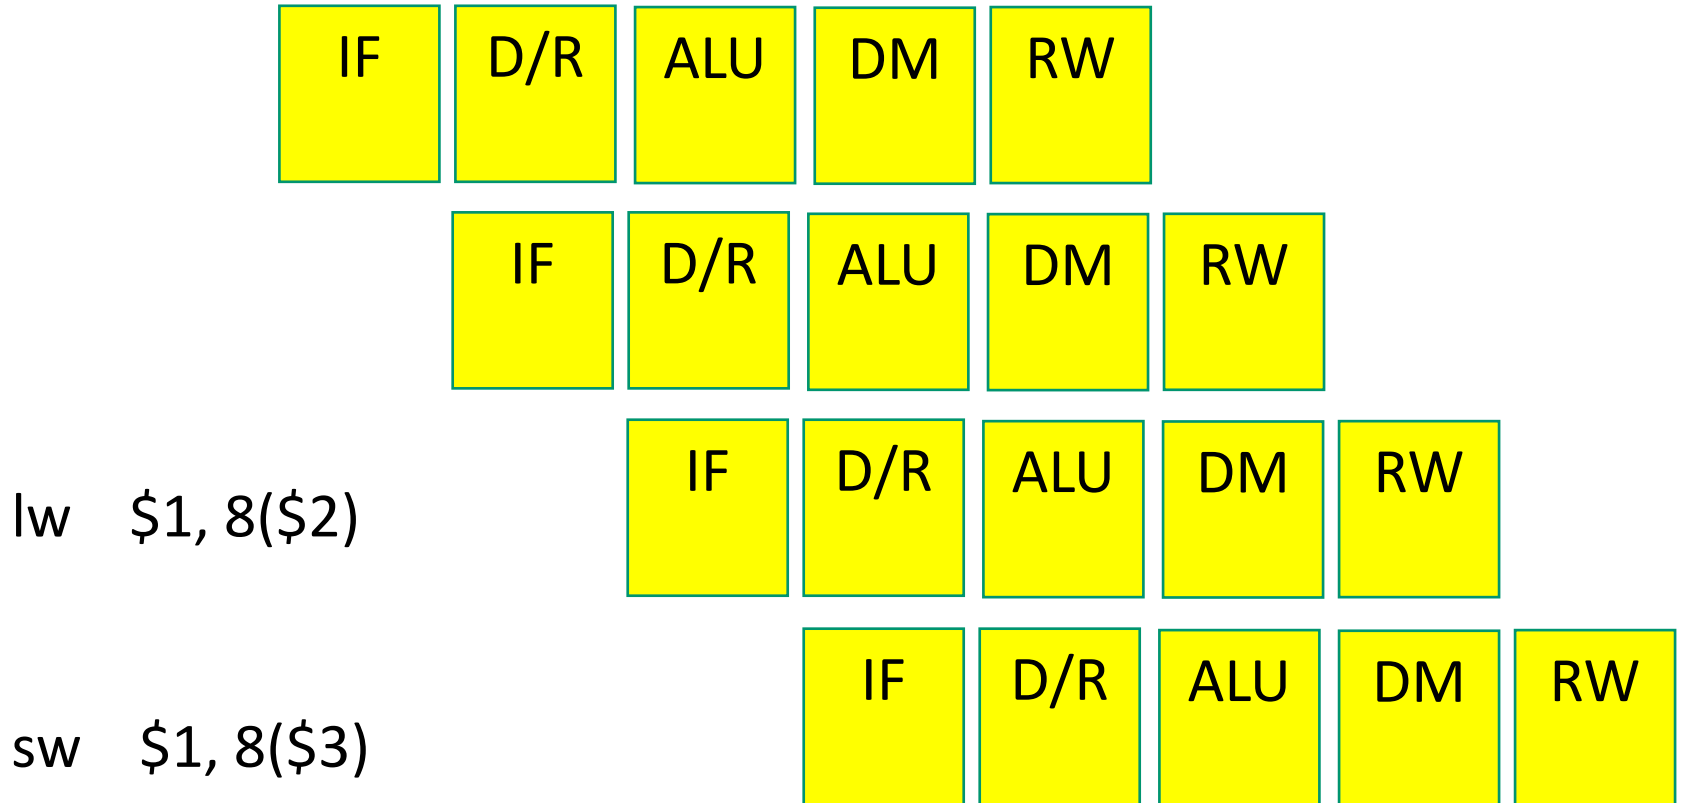 IF D/R ALU DM RW
IF D/R ALU DM RW
IF D/R ALU DM RW
lw $1, 8($2)
IF D/R ALU DM RW
sw $1, 8($3)